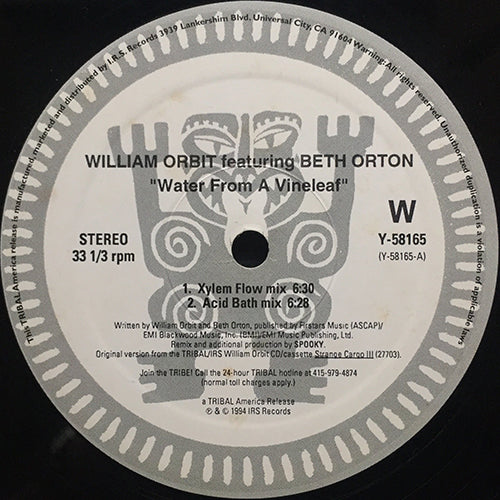 WILLIAM ORBIT featuring BETH ORTON
"Water From A Vineleaf"
W
STEREO
33 1/3 rpm
Y-58165
(Y-58165-A)
1. Xylem Flow mix 6:30
2. Acid Bath mix 6:28
Written by William Orbit and Beth Orton, published by Firstars Music (ASCAP)/
EMI Blackwood Music, Inc. (BMI)/EMI Music Publishing, Ltd.
Remix and additional production by SPOOKY.
Original version from the TRIBAL/IRS William Orbit CD/cassette Strange Cargo III (27703).
Join the TRIBE! Call the 24-hour TRIBAL hotline at 415-979-4874
(normal toll charges apply.)
a TRIBAL America Release
℗ & © 1994 IRS Records
The TRIBAL America release is manufactured, marketed and distributed by I.R.S. Records 3939 Lankershim Blvd. Universal City, CA 91604 Warning: All rights reserved. Unauthorized duplication is a violation of applicable laws